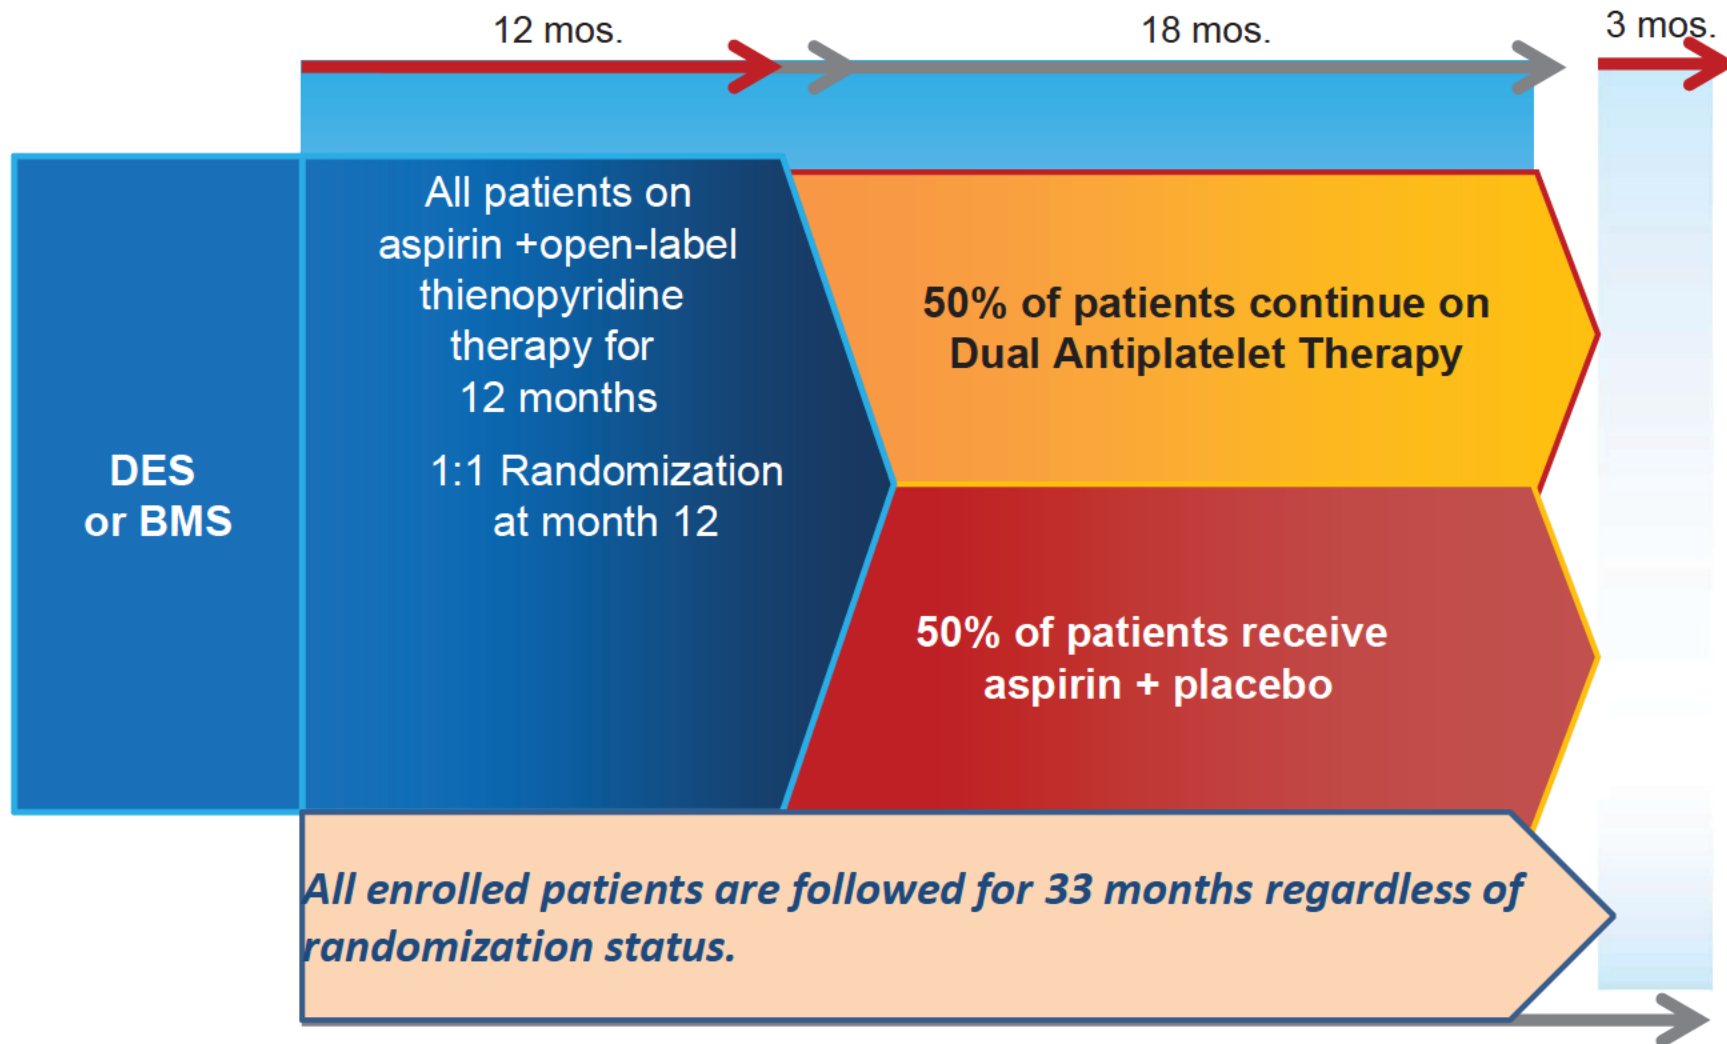 12 mos.
18 mos.
3 mos.
DES
or BMS
All patients on
aspirin +open-label
thienopyridine
therapy for
12 months
1:1 Randomization
at month 12
50% of patients continue on
Dual Antiplatelet Therapy
50% of patients receive
aspirin + placebo
All enrolled patients are followed for 33 months regardless of
randomization status.